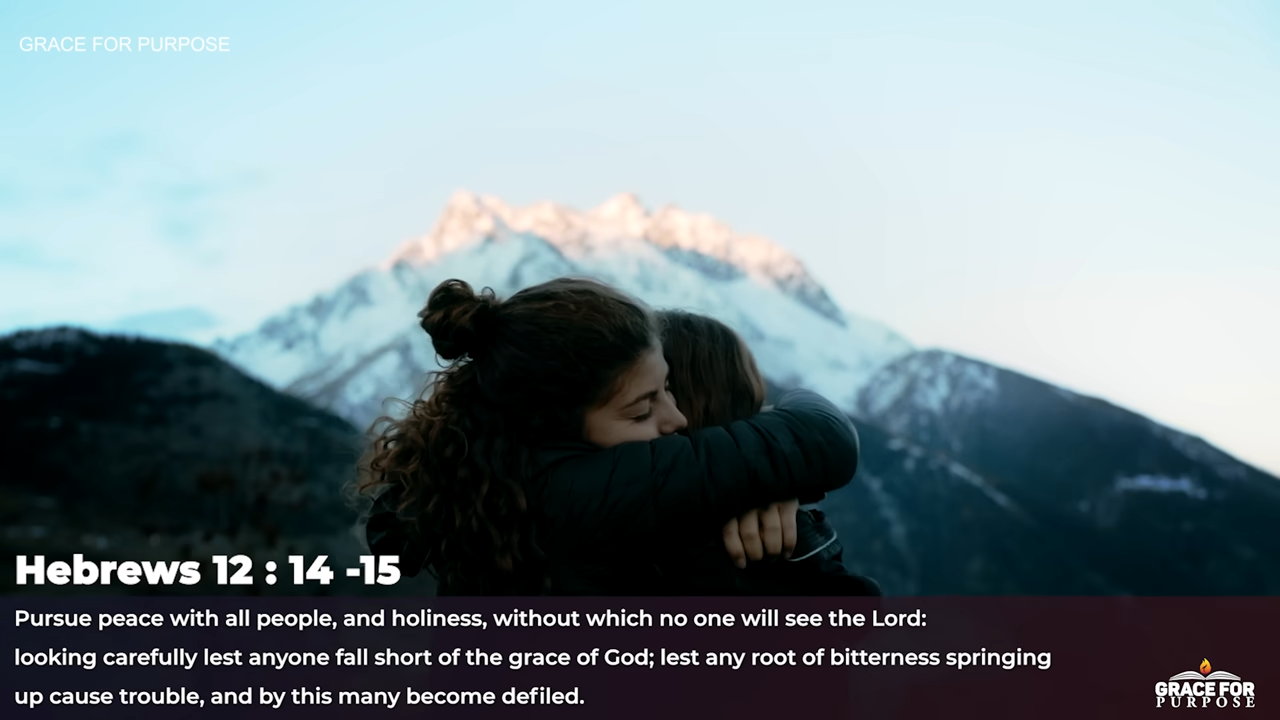 GRACE FOR PURPOSE
Hebrews 12 : 14 -15
Pursue peace with all people, and holiness, without which no one will see the Lord:
looking carefully lest anyone fall short of the grace of God; lest any root of bitterness springing
up cause trouble, and by this many become defiled.
GRACE FOR
PURPOSE